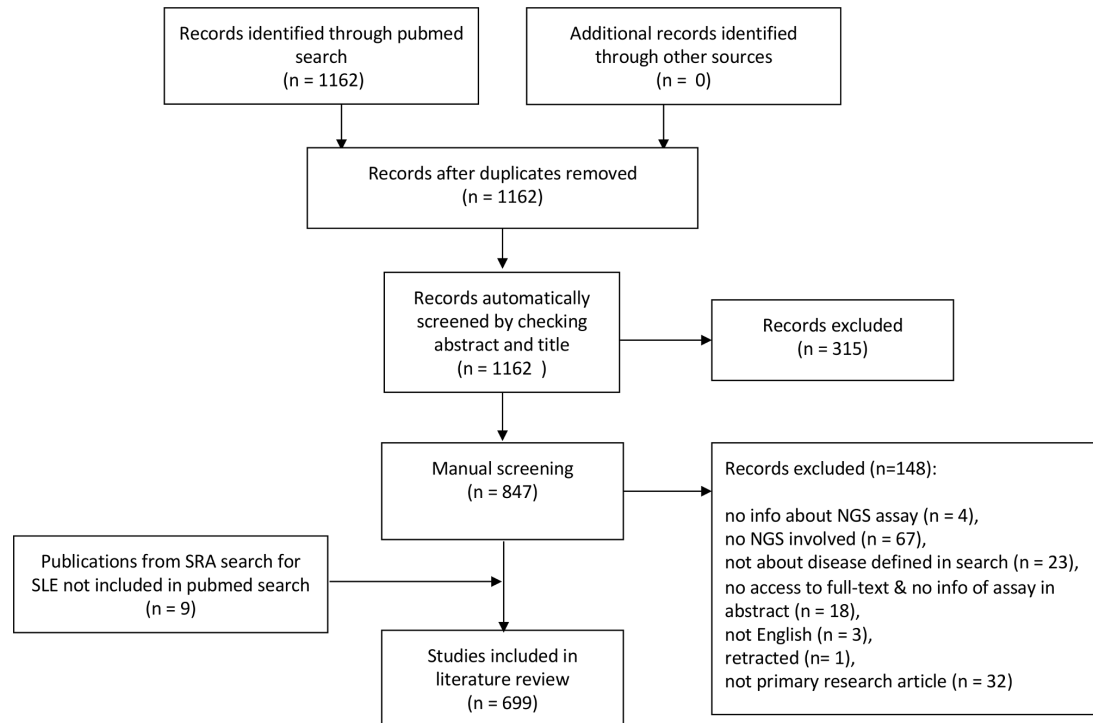 Records identified through pubmed
search
(n = 1162)
Additional records identified
through other sources
(n =  0)
Records after duplicates removed
(n = 1162)
Records automatically
screened by checking
abstract and title
(n = 1162  )
Records excluded
(n = 315)
Manual screening
(n = 847)
Records excluded (n=148):
no info about NGS assay (n = 4),
no NGS involved (n = 67),
not about disease defined in search (n = 23),
no access to full-text & no info of assay in
abstract (n = 18),
not English (n = 3),
retracted (n= 1),
not primary research article (n = 32)
Publications from SRA search for
SLE not included in pubmed search
(n = 9)
Studies included in
literature review
(n = 699)